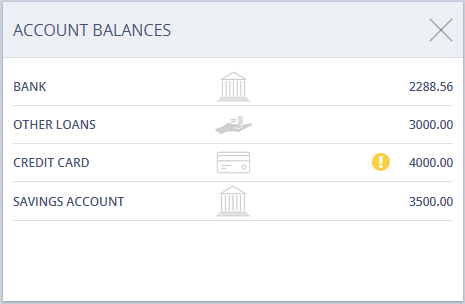 ACCOUNT BALANCES
BANK 2288.56
OTHER LOANS 3000.00
CREDIT CARD 4000.00
SAVINGS ACCOUNT 3500.00